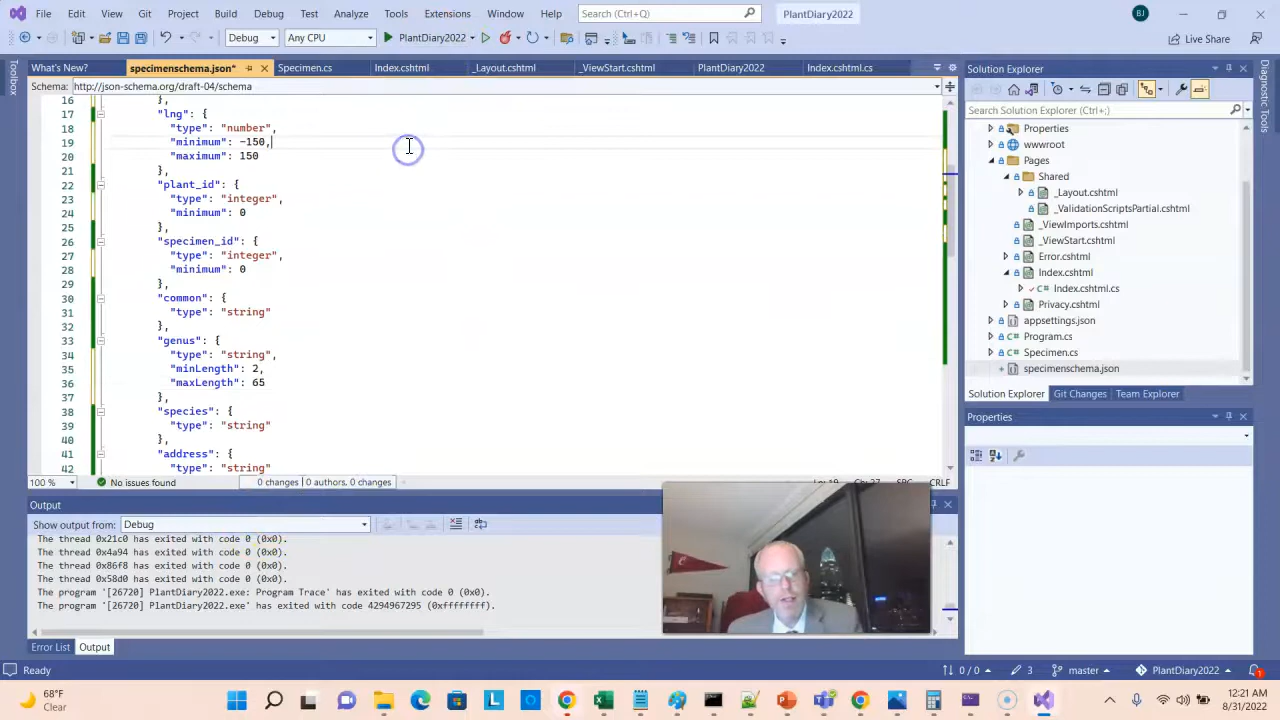 File Edit View Git Project Build Debug Test Analyze Tools Extensions Window Help Search (Ctrl+Q) PlantDiary2022 BJ
Debug Any CPU PlantDiary2022 Live Share
What's New? specimenschema.json* Specimen.cs Index.cshtml _Layout.cshtml _ViewStart.cshtml PlantDiary2022 Index.cshtml.cs
Schema: http://json-schema.org/draft-04/schema
16 },
17 "lng": {
18 "type": "number",
19 "minimum": -150,
20 "maximum": 150
21 },
22 "plant_id": {
23 "type": "integer",
24 "minimum": 0
25 },
26 "specimen_id": {
27 "type": "integer",
28 "minimum": 0
29 },
30 "common": {
31 "type": "string"
32 },
33 "genus": {
34 "type": "string",
35 "minLength": 2,
36 "maxLength": 65
37 },
38 "species": {
39 "type": "string"
40 },
41 "address": {
42 "type": "string"
100 % No issues found 0 changes | 0 authors, 0 changes CRLF
Output
Show output from: Debug
The thread 0x21c0 has exited with code 0 (0x0).
The thread 0x4a94 has exited with code 0 (0x0).
The thread 0x86f8 has exited with code 0 (0x0).
The thread 0x58d0 has exited with code 0 (0x0).
The program '[26720] PlantDiary2022.exe: Program Trace' has exited with code 0 (0x0).
The program '[26720] PlantDiary2022.exe' has exited with code 4294967295 (0xffffffff).
Error List Output
Toolbox
Solution Explorer
Search Solution Explorer (Ctrl+;)
Properties
wwwroot
Pages
Shared
_Layout.cshtml
_ValidationScriptsPartial.cshtml
_ViewImports.cshtml
_ViewStart.cshtml
Error.cshtml
Index.cshtml
Index.cshtml.cs
Privacy.cshtml
appsettings.json
Program.cs
Specimen.cs
specimenschema.json
Solution Explorer Git Changes Team Explorer
Properties
Diagnostic Tools
Ready 0 / 0 3 master PlantDiary2022 1
68°F
Clear
12:21 AM
8/31/2022